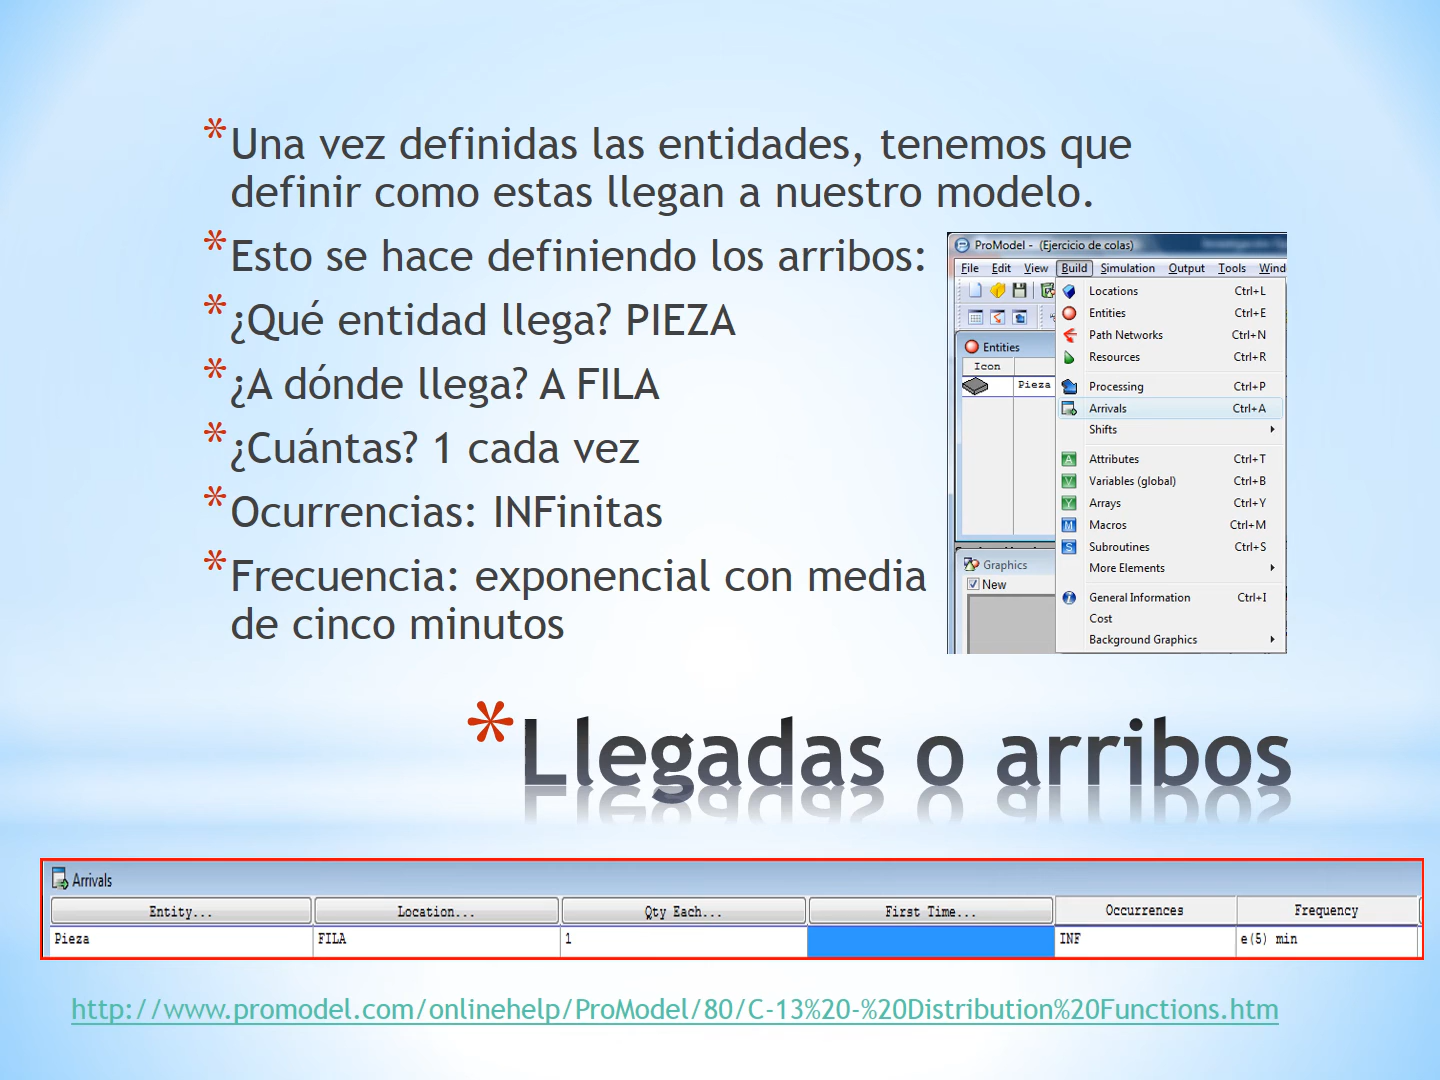 * Una vez definidas las entidades, tenemos que
definir como estas llegan a nuestro modelo.
* Esto se hace definiendo los arribos:
* ¿Qué entidad llega? PIEZA
* ¿A dónde llega? A FILA
* ¿Cuántas? 1 cada vez
* Ocurrencias: INFinitas
* Frecuencia: exponencial con media
de cinco minutos
ProModel - (Ejercicio de colas)
File Edit View Build Simulation Output Tools Wind
Locations Ctrl+L
Entities Ctrl+E
Path Networks Ctrl+N
Resources Ctrl+R
Processing Ctrl+P
Arrivals Ctrl+A
Shifts
Attributes Ctrl+T
Variables (global) Ctrl+B
Arrays Ctrl+Y
Macros Ctrl+M
Subroutines Ctrl+S
More Elements
General Information Ctrl+I
Cost
Background Graphics
Entities
Icon
Pieza
Graphics
New
* Llegadas o arribos
Arrivals
Entity... Location... Qty Each... First Time... Occurrences Frequency
Pieza FILA 1 INF e(5) min
http://www.promodel.com/onlinehelp/ProModel/80/C-13%20-%20Distribution%20Functions.htm